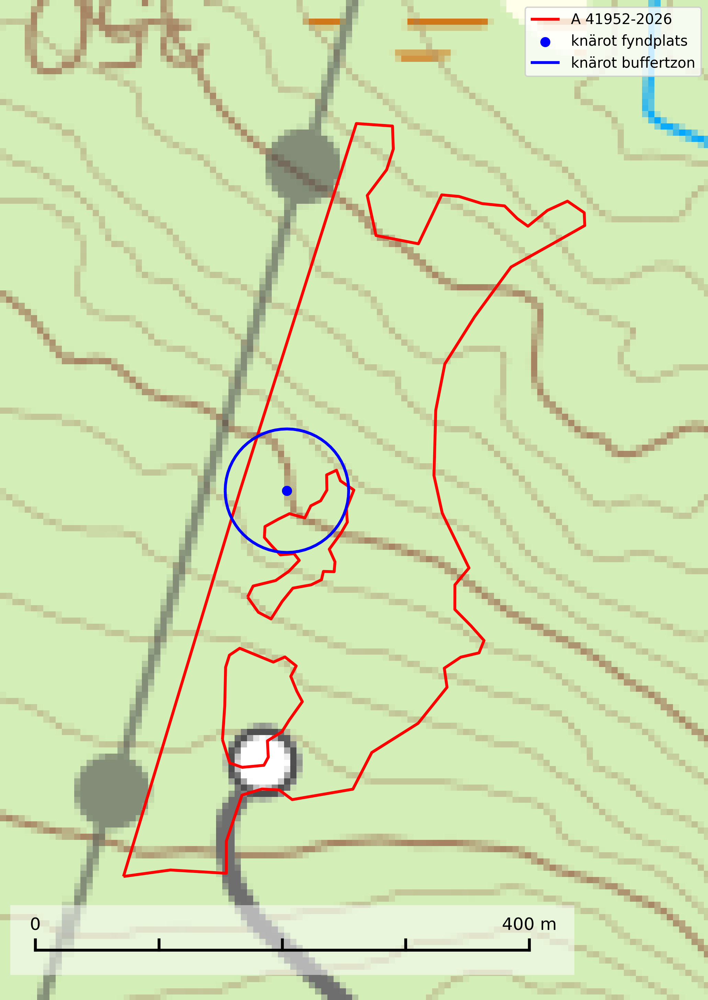 A 41952-2026
knärot fyndplats
knärot buffertzon
0
400 m